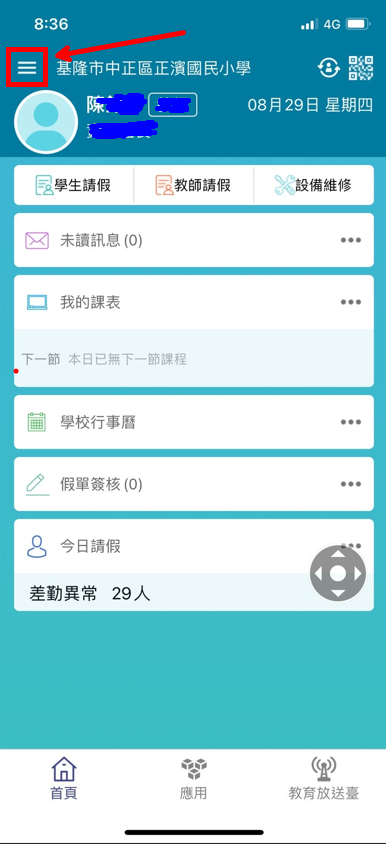 8:36
4G
基隆市中正區正濱國民小學
陳
08月29日 星期四
學生請假
教師請假
設備維修
未讀訊息(0)
我的課表
下一節 本日已無下一節課程
學校行事曆
假單簽核(0)
今日請假
差勤異常 29人
首頁
應用
教育放送臺